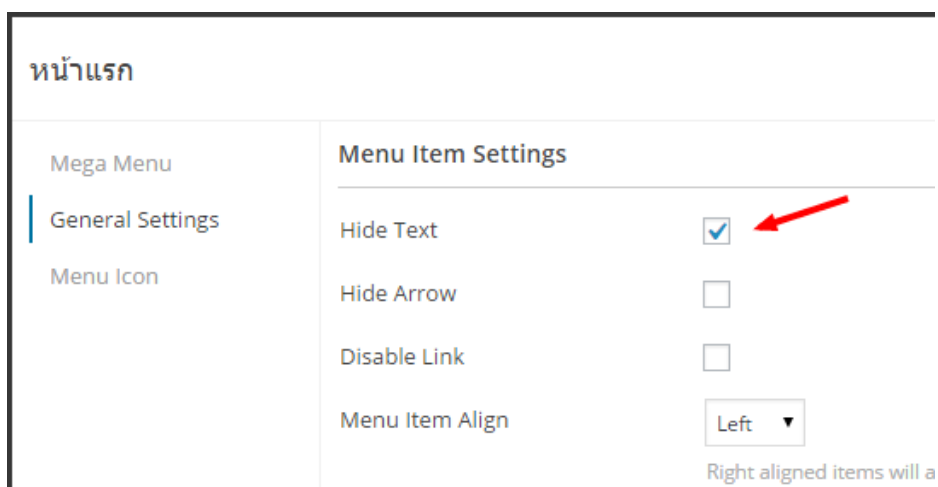 หน้าแรก
Mega Menu
General Settings
Menu Icon
Menu Item Settings
Hide Text
Hide Arrow
Disable Link
Menu Item Align
Left
Right aligned items will a